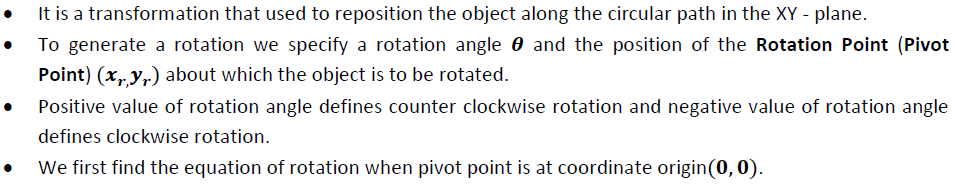 • It is a transformation that used to reposition the object along the circular path in the XY - plane.
• To generate a rotation we specify a rotation angle θ and the position of the Rotation Point (Pivot
Point) (xᵣ,yᵣ) about which the object is to be rotated.
• Positive value of rotation angle defines counter clockwise rotation and negative value of rotation angle
defines clockwise rotation.
• We first find the equation of rotation when pivot point is at coordinate origin(0, 0).